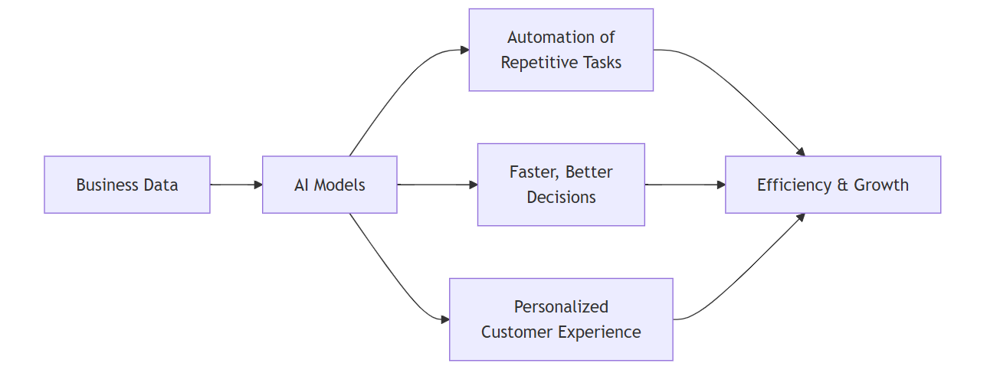 Business Data
AI Models
Automation of
Repetitive Tasks
Faster, Better
Decisions
Personalized
Customer Experience
Efficiency & Growth